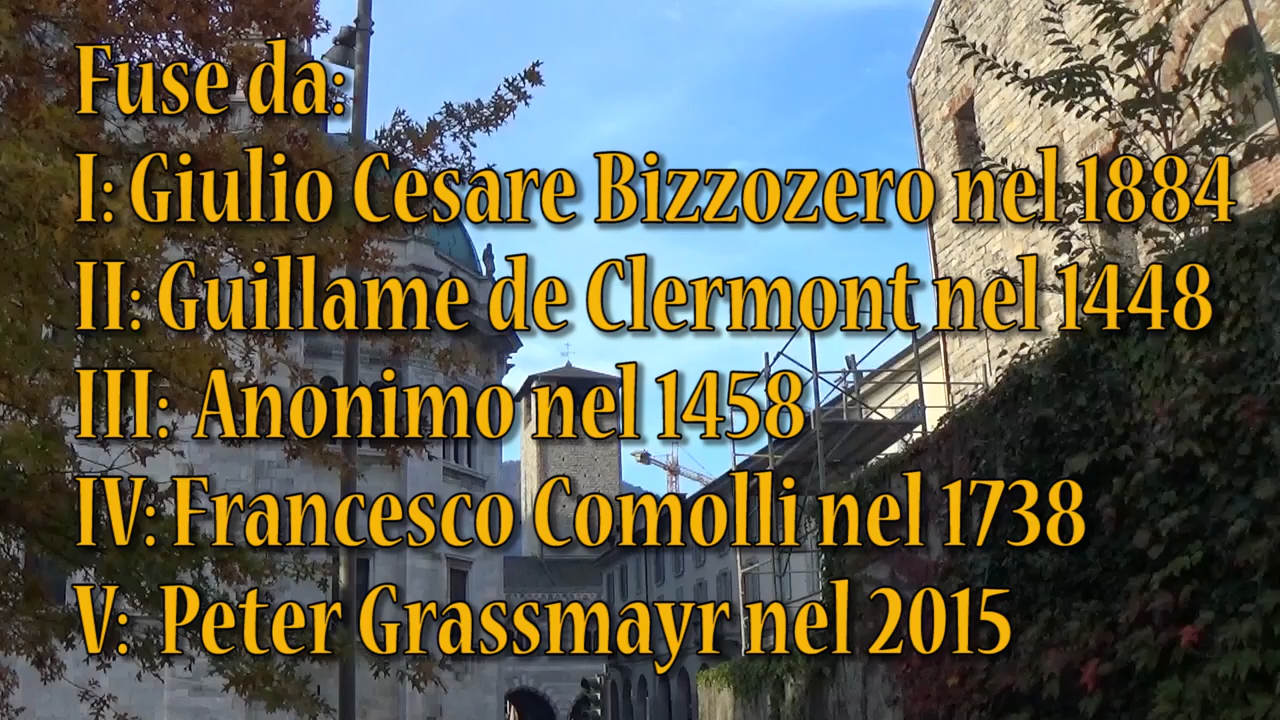 Fuse da:
I: Giulio Cesare Bizzozero nel 1884
II: Guillame de Clermont nel 1448
III: Anonimo nel 1458
IV: Francesco Comolli nel 1738
V: Peter Grassmayr nel 2015